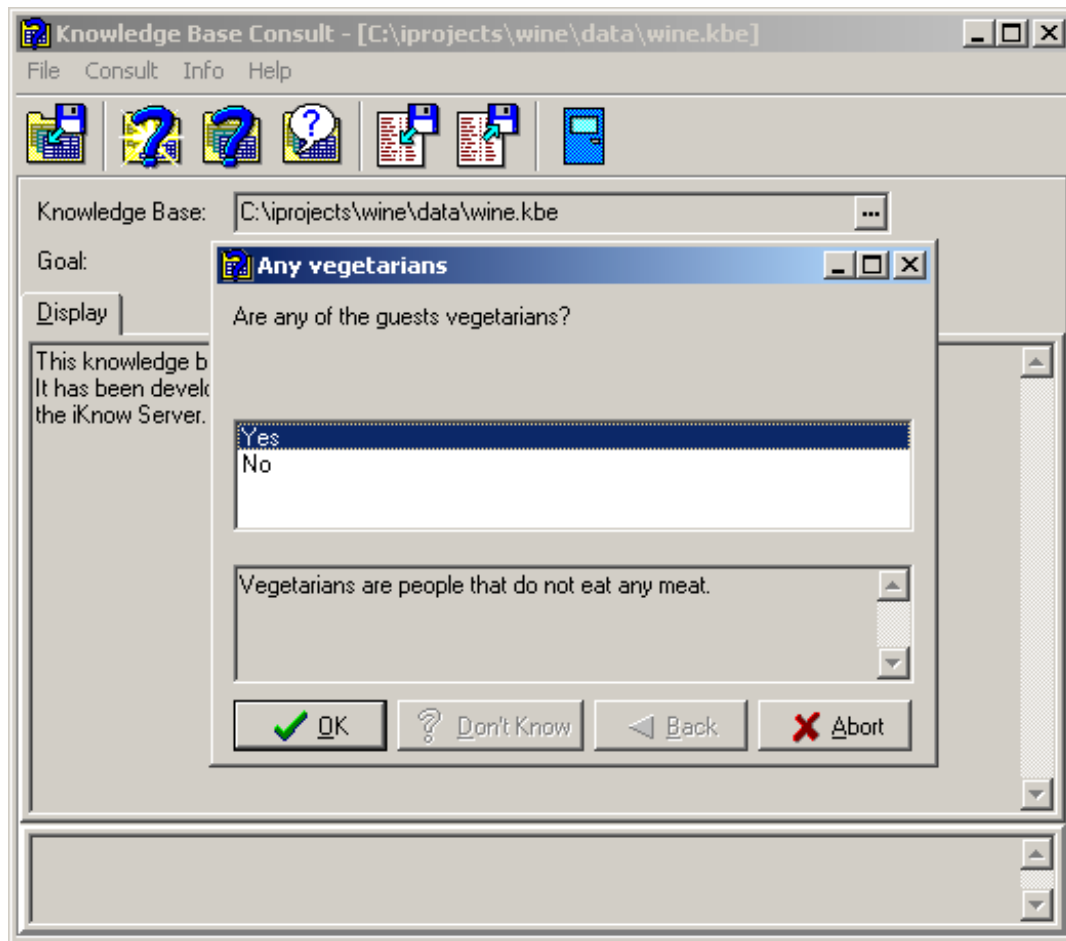 Knowledge Base Consult - [C:\iprojects\wine\data\wine.kbe]
File Consult Info Help
Knowledge Base: C:\iprojects\wine\data\wine.kbe ...
Goal:
Display
This knowledge b
It has been develo
the iKnow Server.
Any vegetarians
Are any of the guests vegetarians?
Yes
No
Vegetarians are people that do not eat any meat.
OK Don't Know Back Abort